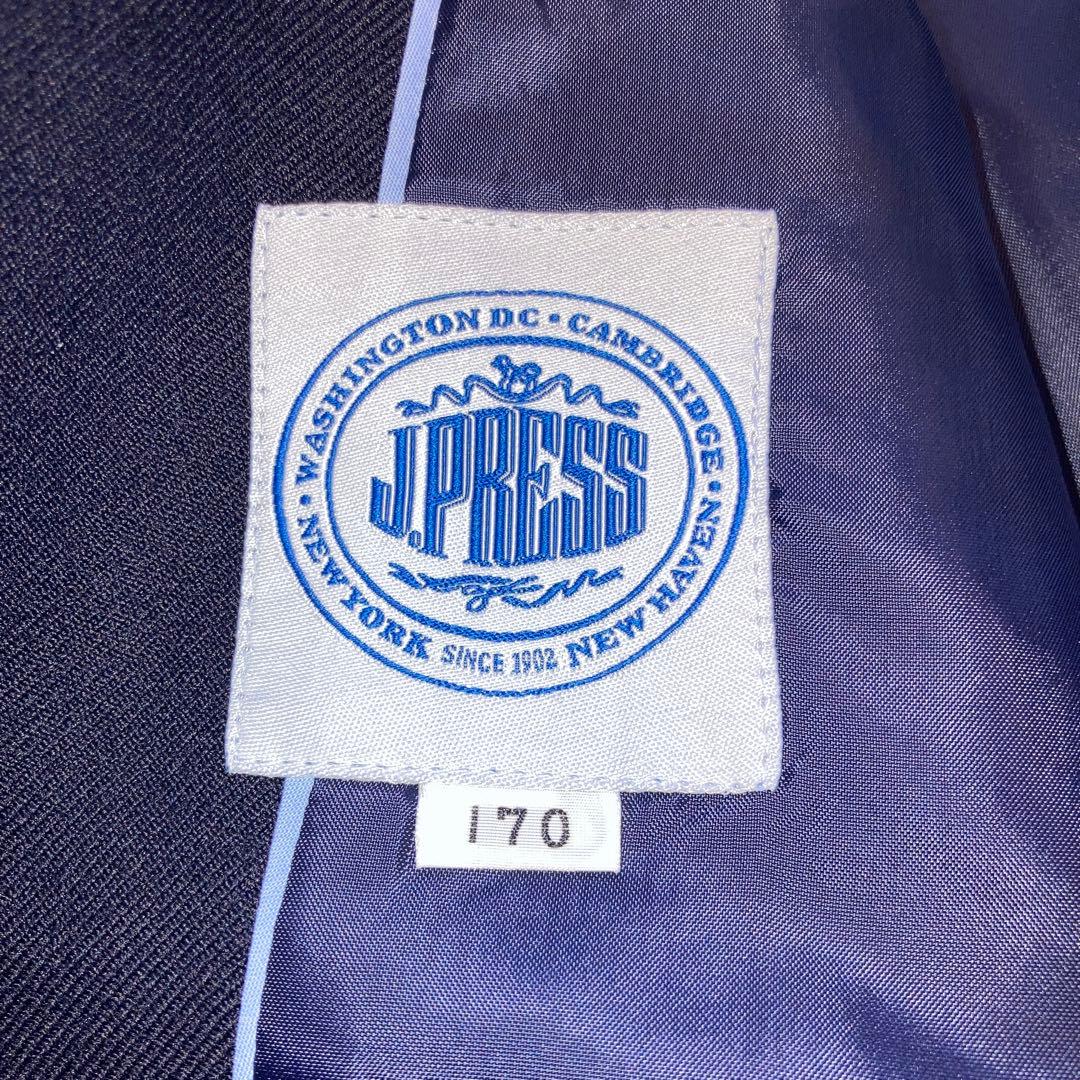 WASHINGTON DC • CAMBRIDGE •
J.PRESS
• NEW YORK SINCE 1902 NEW HAVEN
170